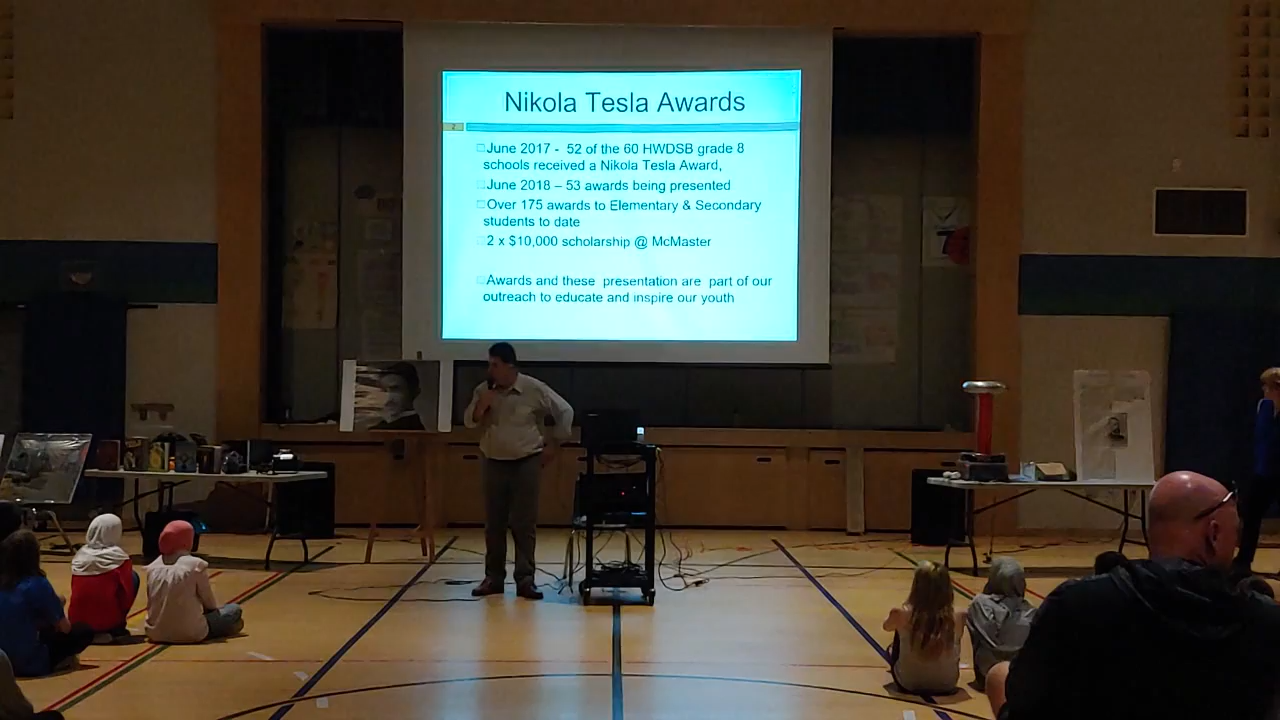 Nikola Tesla Awards
2
June 2017 - 52 of the 60 HWDSB grade 8
schools received a Nikola Tesla Award,
June 2018 – 53 awards being presented
Over 175 awards to Elementary & Secondary
students to date
2 x $10,000 scholarship @ McMaster
Awards and these presentation are part of our
outreach to educate and inspire our youth